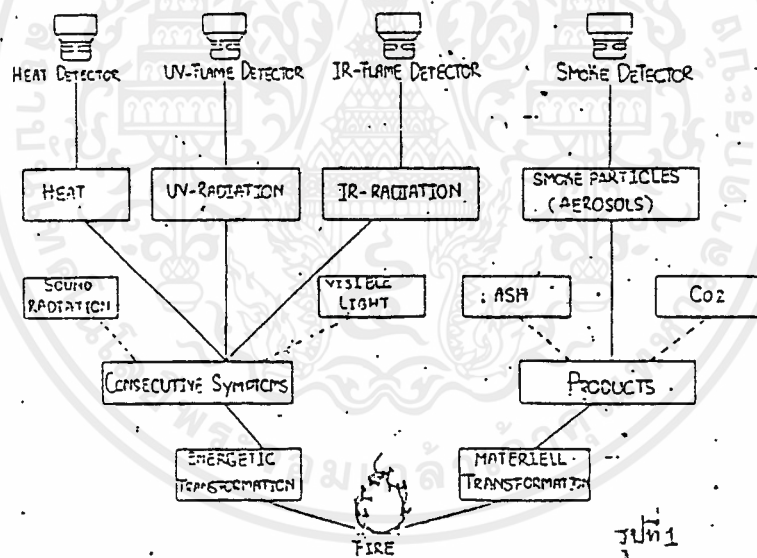 HEAT DETECTOR
UV-FLAME DETECTOR
IR-FLAME DETECTOR
SMOKE DETECTOR
HEAT
UV-RADIATION
IR-RADIATION
SMOKE PARTICLES
(AEROSOLS)
SOUND
RADIATION
VISIBLE
LIGHT
ASH
CO2
CONSECUTIVE SYMPTOMS
PRODUCTS
ENERGETIC
TRANSFORMATION
MATERIELL
TRANSFORMATION
FIRE
รูปที่ 1